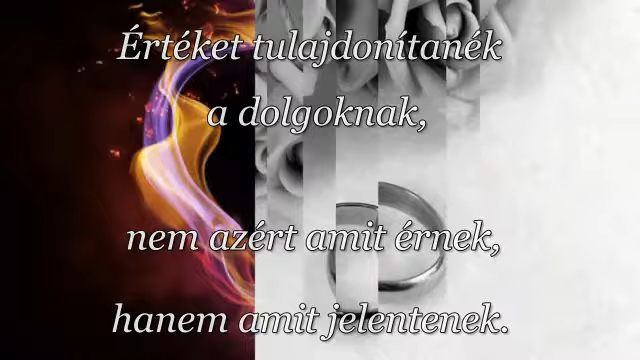 Értéket tulajdonítanék
a dolgoknak,
nem azért amit érnek,
hanem amit jelentenek.